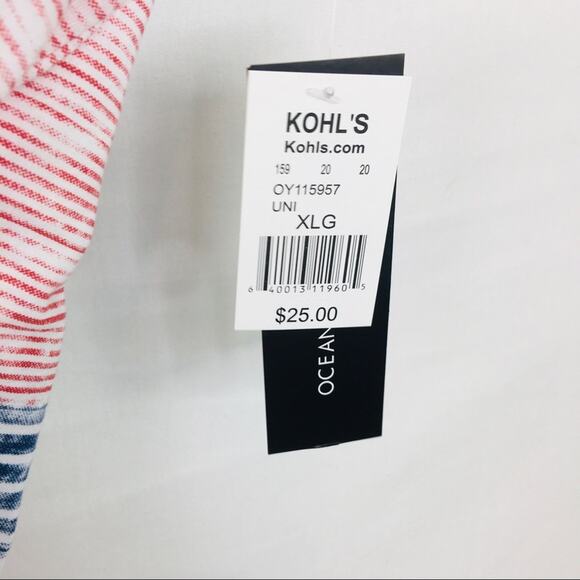 KOHL'S
Kohls.com
159 20 20
OY115957
UNI
XLG
6 40013 11960 5
$25.00
OCEAN